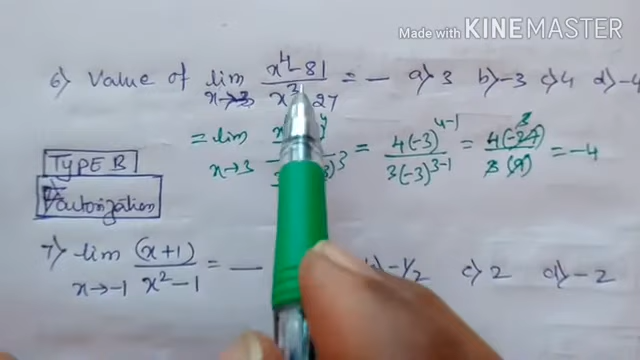 Made with KINEMASTER
6) Value of lim x→3 x⁴-81 / x³-27 = — a) 3 b) -3 c) 4 d) -4
= lim x→3 = 4(-3)⁴⁻¹ / 3(-3)³⁻¹ = 4(-27) / 3(9) = -4
TYPE B
Factorization
7) lim x→-1 (x+1) / x²-1 = — -1/2 c) 2 d) -2